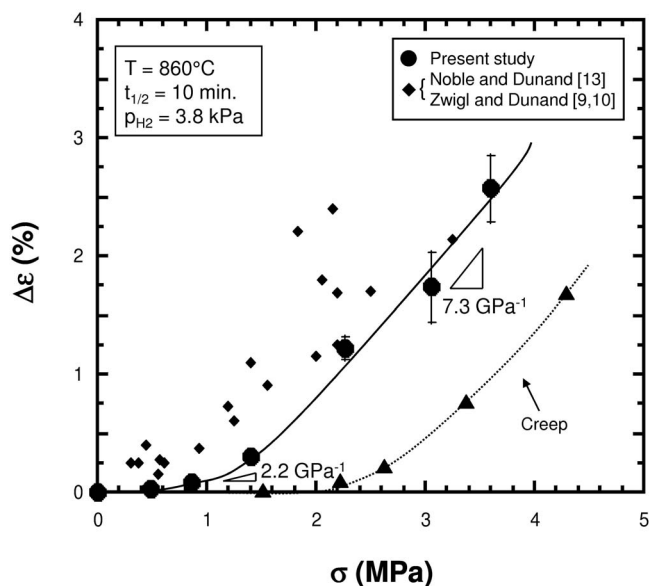 T = 860°C
t1/2 = 10 min.
pH2 = 3.8 kPa
Present study
Noble and Dunand [13]
Zwigl and Dunand [9,10]
4
3
2
1
0
Δε (%)
7.3 GPa-1
2.2 GPa-1
Creep
0 1 2 3 4 5
σ (MPa)